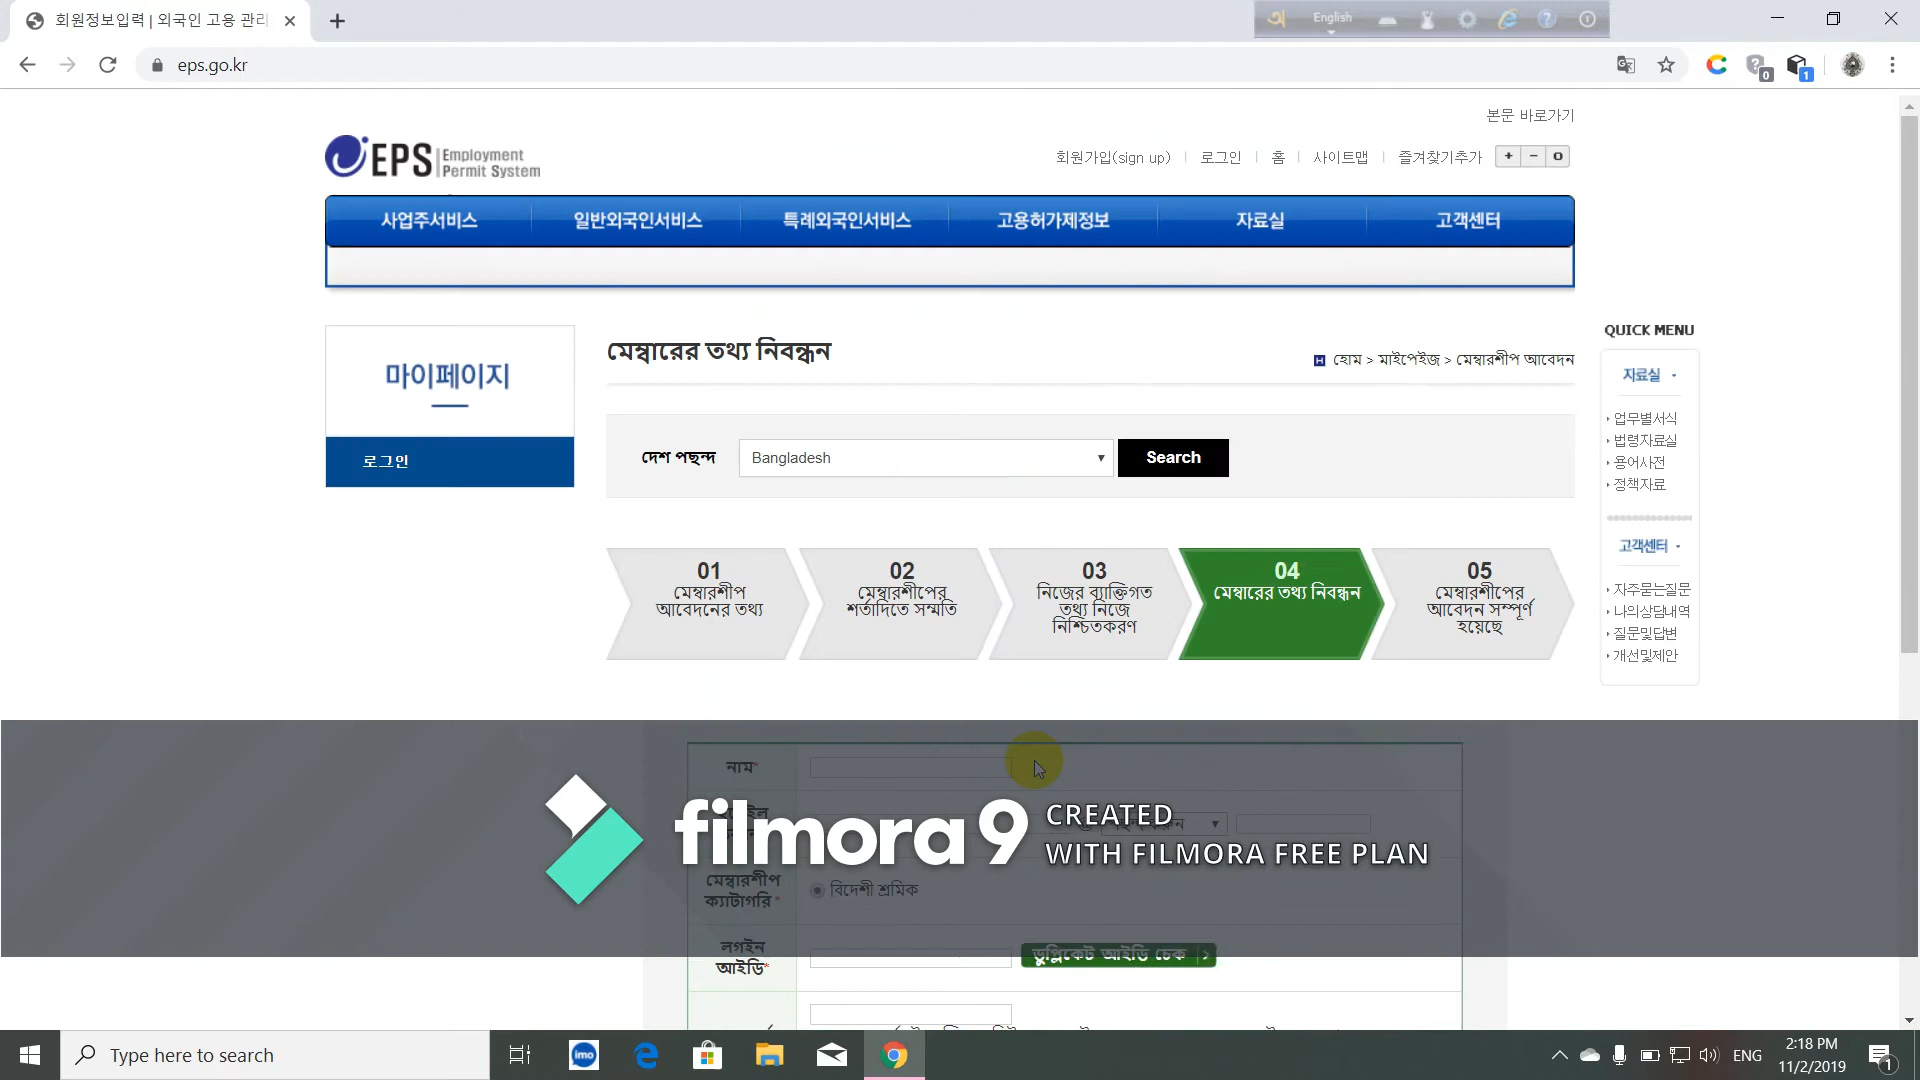 회원정보입력 | 외국인 고용 관리
English
eps.go.kr
0
1
본문 바로가기
EPS Employment
Permit System
회원가입(sign up) 로그인 홈 사이트맵 즐겨찾기추가
사업주서비스 일반외국인서비스 특례외국인서비스 고용허가제정보 자료실 고객센터
마이페이지
로그인
মেম্বারের তথ্য নিবন্ধন
হোম > মাইপেইজ > মেম্বারশীপ আবেদন
দেশ পছন্দ Bangladesh Search
01
মেম্বারশীপ
আবেদনের তথ্য
02
মেম্বারশীপের
শর্তাদিতে সম্মতি
03
নিজের ব্যাক্তিগত
তথ্য নিজে
নিশ্চিতকরণ
04
মেম্বারের তথ্য নিবন্ধন
05
মেম্বারশীপের
আবেদন সম্পূর্ণ
হয়েছে
QUICK MENU
자료실
업무별서식
법령자료실
용어사전
정책자료
고객센터
자주묻는질문
나의상담내역
질문및답변
개선및제안
নাম*
filmora 9 CREATED
WITH FILMORA FREE PLAN
মেম্বারশীপ
ক্যাটাগরি *
বিদেশী শ্রমিক
লগইন
আইডি*
ডুপ্লিকেট আইডি চেক
Type here to search
imo
ENG
2:18 PM
11/2/2019
1